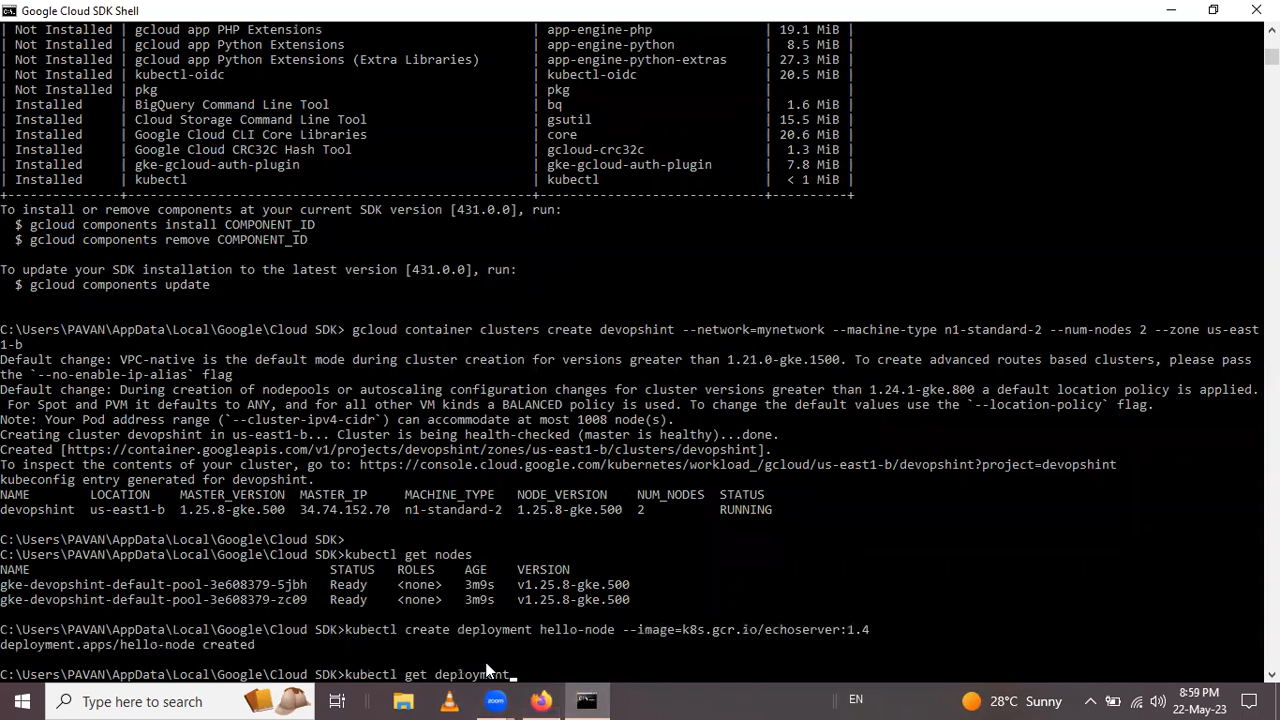 Google Cloud SDK Shell
| Not Installed | gcloud app PHP Extensions | app-engine-php | 19.1 MiB |
| Not Installed | gcloud app Python Extensions | app-engine-python | 8.5 MiB |
| Not Installed | gcloud app Python Extensions (Extra Libraries) | app-engine-python-extras | 27.3 MiB |
| Not Installed | kubectl-oidc | kubectl-oidc | 20.5 MiB |
| Not Installed | pkg | pkg | |
| Installed | BigQuery Command Line Tool | bq | 1.6 MiB |
| Installed | Cloud Storage Command Line Tool | gsutil | 15.5 MiB |
| Installed | Google Cloud CLI Core Libraries | core | 20.6 MiB |
| Installed | Google Cloud CRC32C Hash Tool | gcloud-crc32c | 1.3 MiB |
| Installed | gke-gcloud-auth-plugin | gke-gcloud-auth-plugin | 7.8 MiB |
| Installed | kubectl | kubectl | < 1 MiB |
To install or remove components at your current SDK version [431.0.0], run:
$ gcloud components install COMPONENT_ID
$ gcloud components remove COMPONENT_ID
To update your SDK installation to the latest version [431.0.0], run:
$ gcloud components update
C:\Users\PAVAN\AppData\Local\Google\Cloud SDK> gcloud container clusters create devopshint --network=mynetwork --machine-type n1-standard-2 --num-nodes 2 --zone us-east
1-b
Default change: VPC-native is the default mode during cluster creation for versions greater than 1.21.0-gke.1500. To create advanced routes based clusters, please pass
the `--no-enable-ip-alias` flag
Default change: During creation of nodepools or autoscaling configuration changes for cluster versions greater than 1.24.1-gke.800 a default location policy is applied.
For Spot and PVM it defaults to ANY, and for all other VM kinds a BALANCED policy is used. To change the default values use the `--location-policy` flag.
Note: Your Pod address range (`--cluster-ipv4-cidr`) can accommodate at most 1008 node(s).
Creating cluster devopshint in us-east1-b... Cluster is being health-checked (master is healthy)...done.
Created [https://container.googleapis.com/v1/projects/devopshint/zones/us-east1-b/clusters/devopshint].
To inspect the contents of your cluster, go to: https://console.cloud.google.com/kubernetes/workload_/gcloud/us-east1-b/devopshint?project=devopshint
kubeconfig entry generated for devopshint.
NAME LOCATION MASTER_VERSION MASTER_IP MACHINE_TYPE NODE_VERSION NUM_NODES STATUS
devopshint us-east1-b 1.25.8-gke.500 34.74.152.70 n1-standard-2 1.25.8-gke.500 2 RUNNING
C:\Users\PAVAN\AppData\Local\Google\Cloud SDK>
C:\Users\PAVAN\AppData\Local\Google\Cloud SDK>kubectl get nodes
NAME STATUS ROLES AGE VERSION
gke-devopshint-default-pool-3e608379-5jbh Ready <none> 3m9s v1.25.8-gke.500
gke-devopshint-default-pool-3e608379-zc09 Ready <none> 3m9s v1.25.8-gke.500
C:\Users\PAVAN\AppData\Local\Google\Cloud SDK>kubectl create deployment hello-node --image=k8s.gcr.io/echoserver:1.4
deployment.apps/hello-node created
C:\Users\PAVAN\AppData\Local\Google\Cloud SDK>kubectl get deployment
Type here to search
zoom
28°C Sunny
EN
8:59 PM
22-May-23